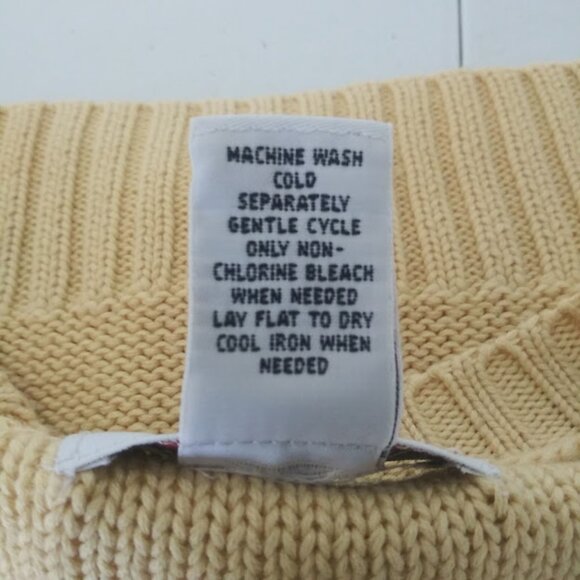 MACHINE WASH
COLD
SEPARATELY
GENTLE CYCLE
ONLY NON-
CHLORINE BLEACH
WHEN NEEDED
LAY FLAT TO DRY
COOL IRON WHEN
NEEDED